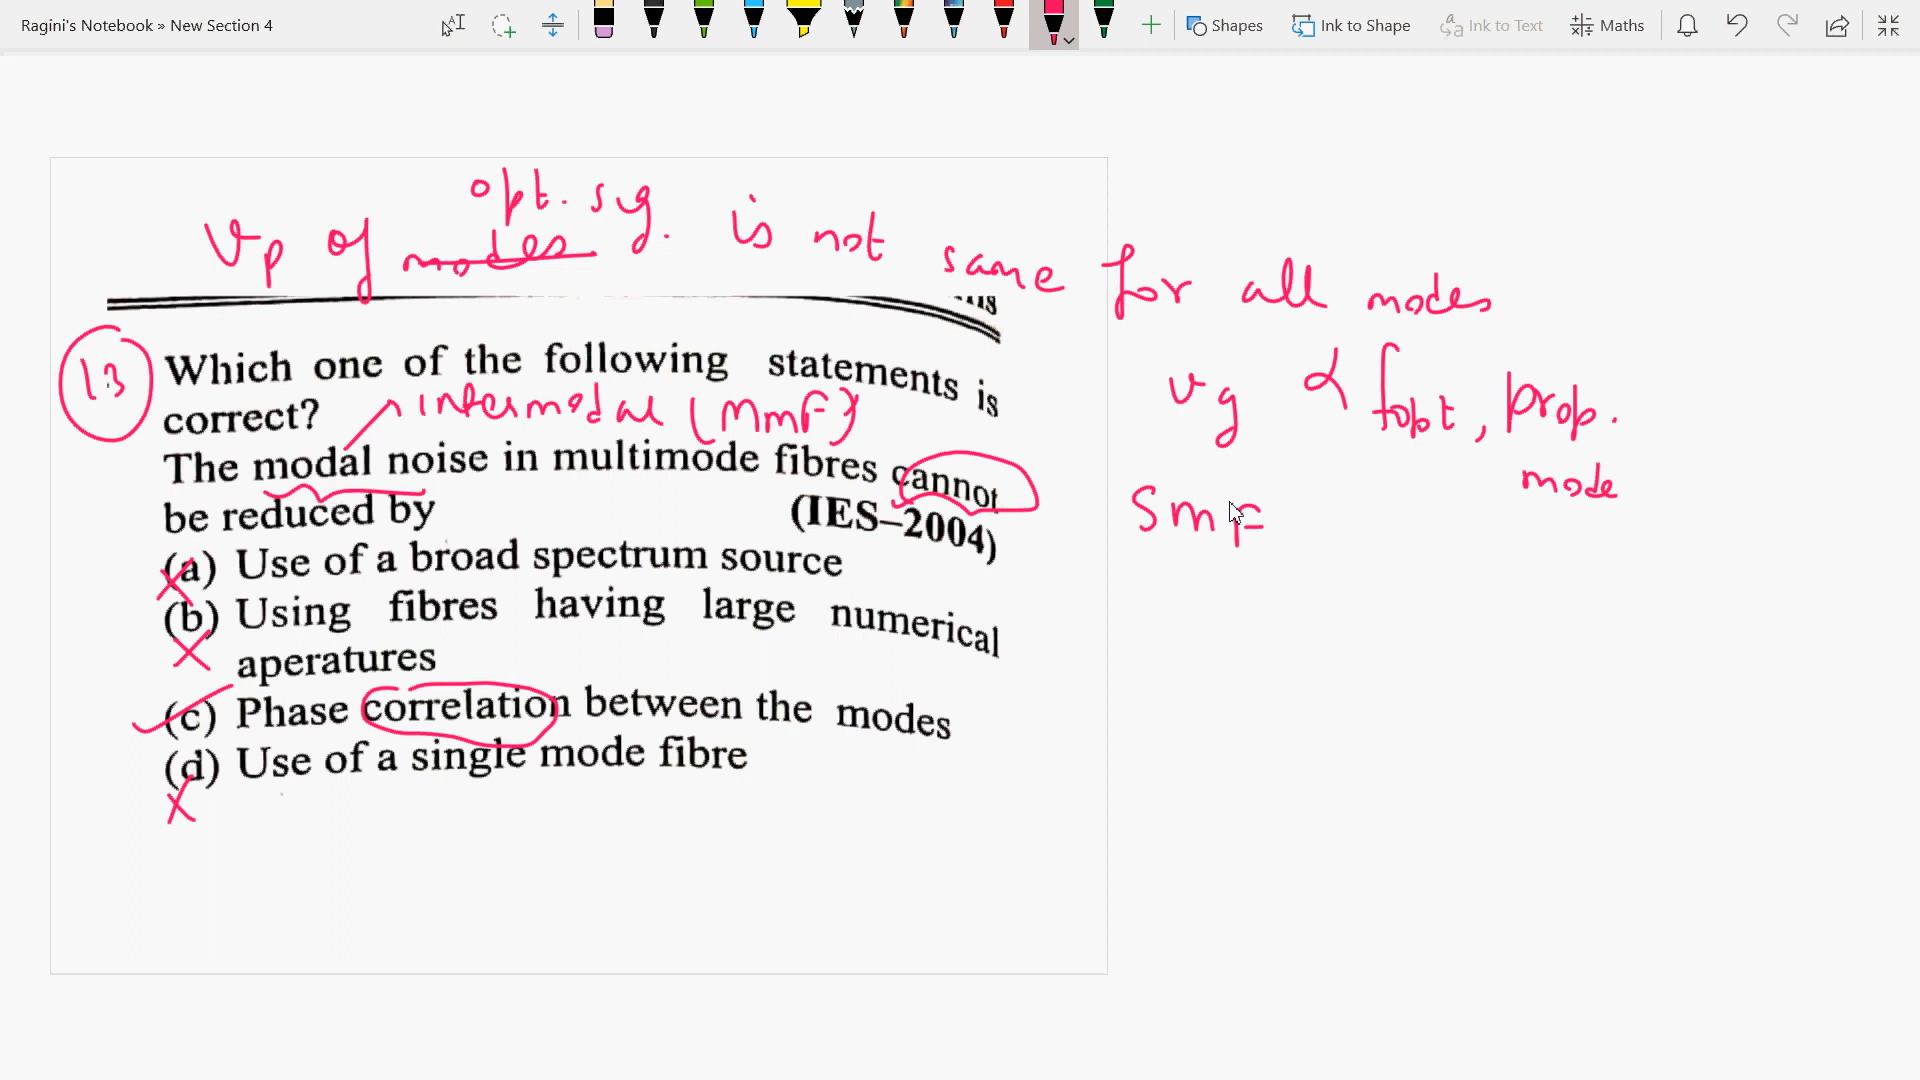 Ragini's Notebook » New Section 4
Shapes
Ink to Shape
Ink to Text
Maths
opt. sig.
Vp of modes is not same for all modes
13
Which one of the following statements is
correct?
intermodal (MMF)
vg α fopt, prop.
mode
The modal noise in multimode fibres cannot
be reduced by (IES–2004)
SMF
(a) Use of a broad spectrum source
(b) Using fibres having large numerical
aperatures
(c) Phase correlation between the modes
(d) Use of a single mode fibre